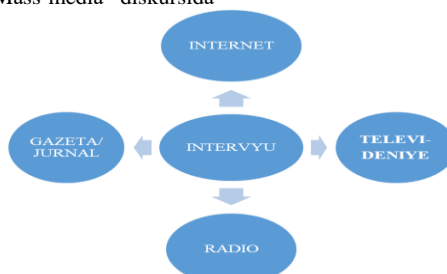 Mass-media" diskursida
INTERNET
GAZETA/
JURNAL
INTERVYU
TELEVI-
DENIYE
RADIO